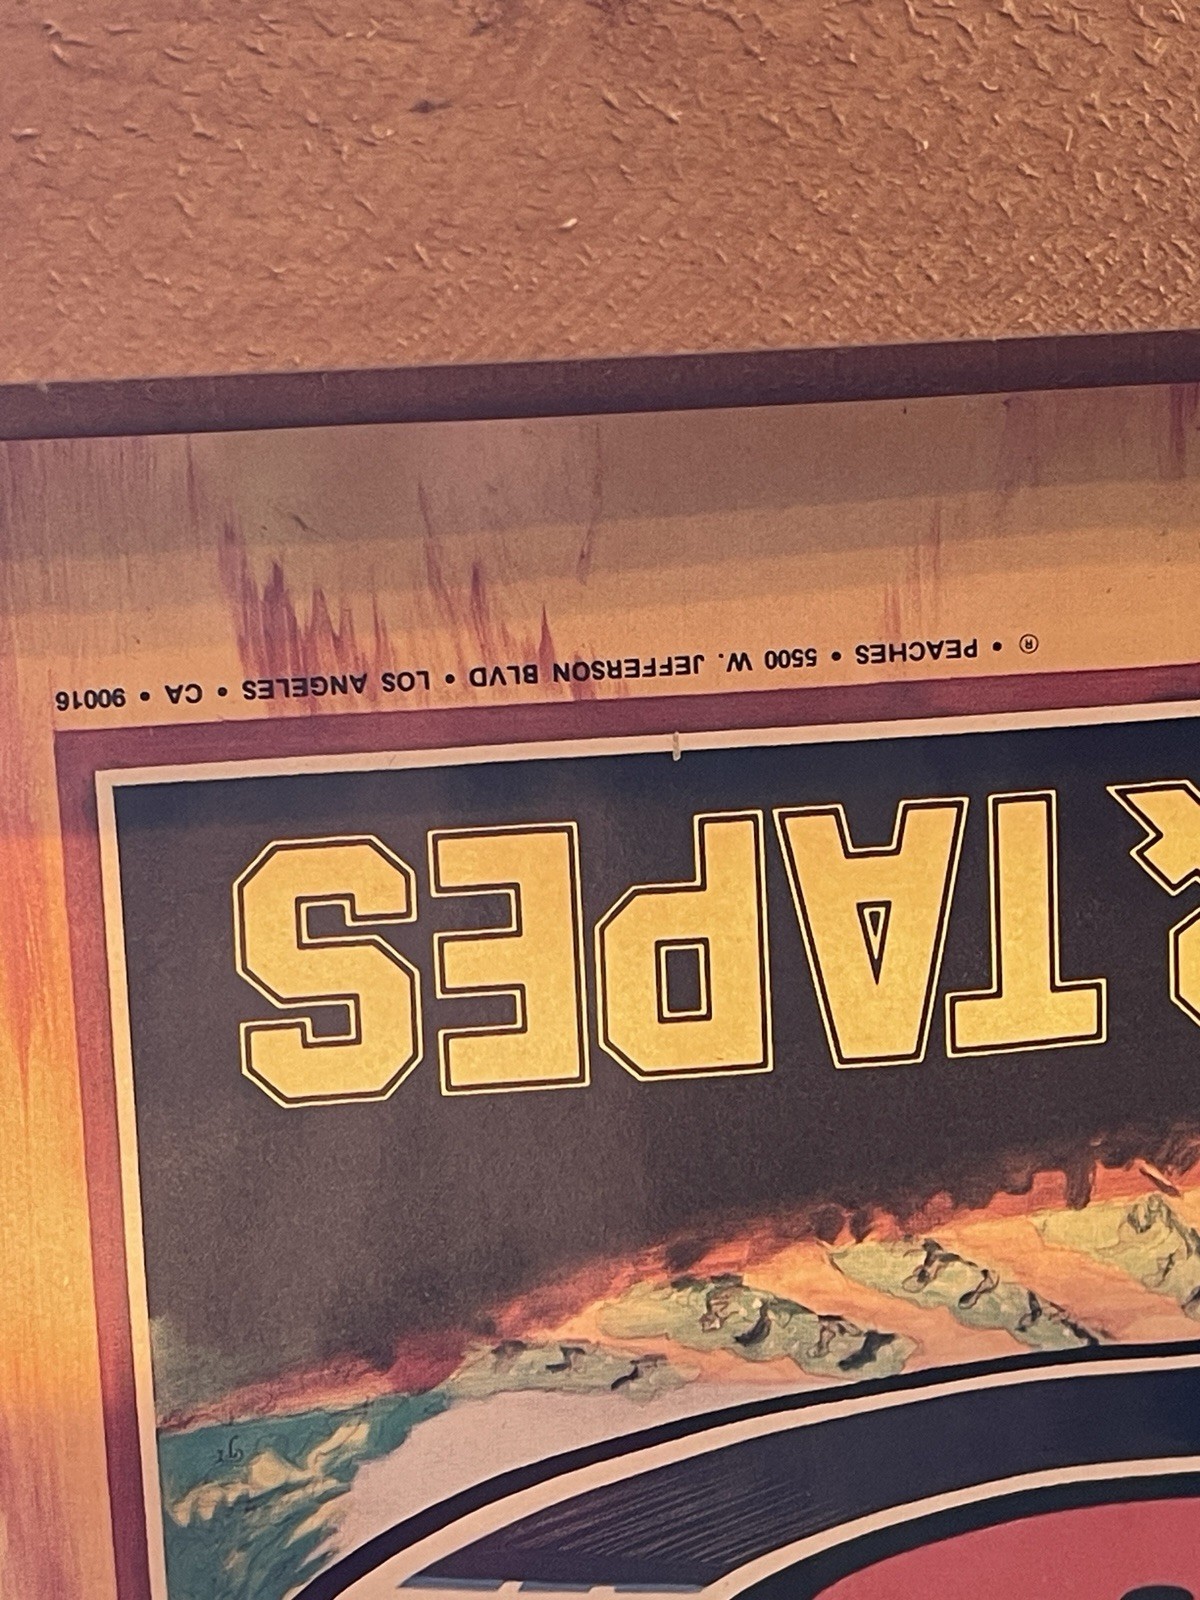 & TAPES
® • PEACHES • 5500 W. JEFFERSON BLVD • LOS ANGELES • CA • 90016